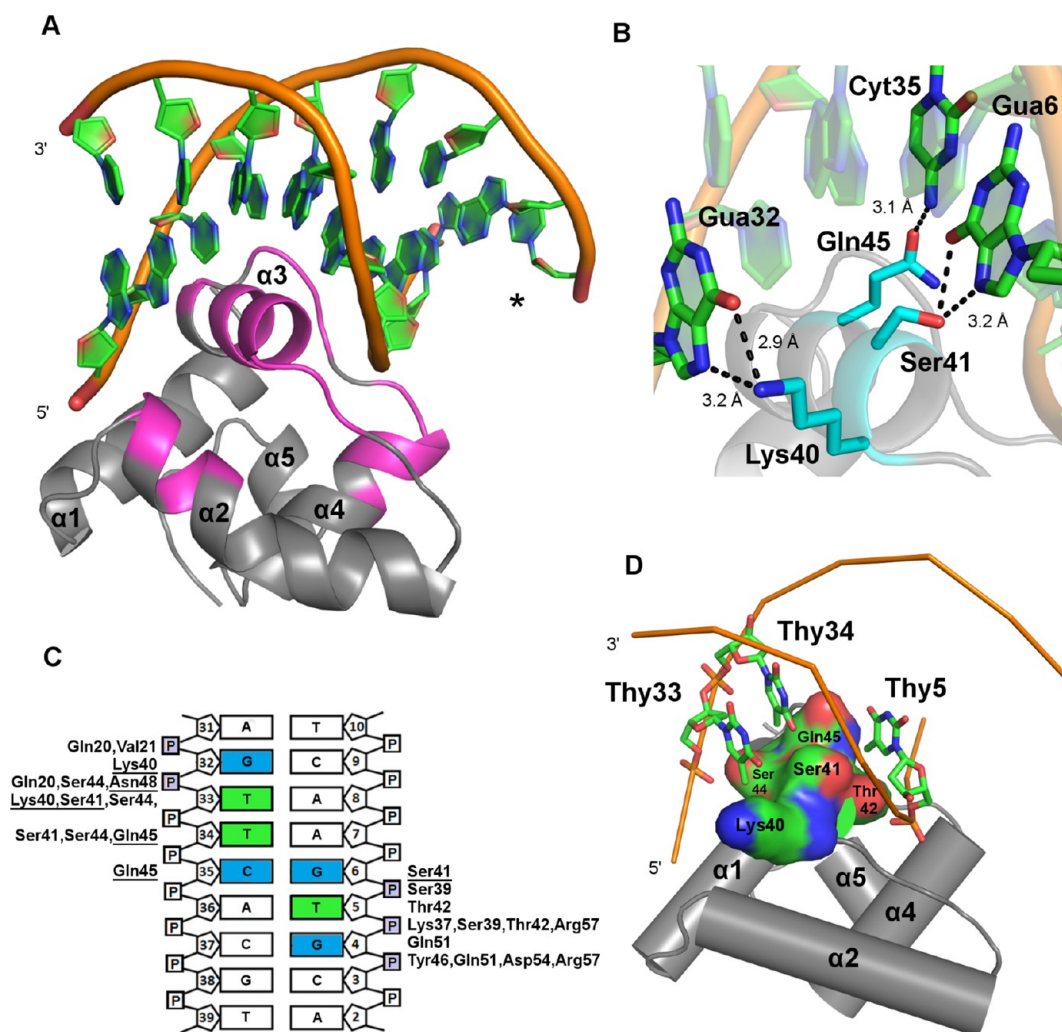 A
3'
5'
α3
α5
α1
α2
α4
*
B
Cyt35
Gua6
3.1 Å
Gua32
Gln45
2.9 Å
3.2 Å
Ser41
3.2 Å
Lys40
C
31 A T 10
P P
Gln20,Val21
Lys40
32 G C 9
P P
Gln20,Ser44,Asn48
Lys40,Ser41,Ser44,
33 T A 8
P P
Ser41,Ser44,Gln45
34 T A 7
P P
Gln45
35 C G 6
Ser41
P P
Ser39
36 A T 5
Thr42
P P
Lys37,Ser39,Thr42,Arg57
37 C G 4
Gln51
P P
Tyr46,Gln51,Asp54,Arg57
38 G C 3
P P
39 T A 2
D
3'
Thy34
Thy33
Thy5
Gln45
Ser
44
Ser41
Thr
42
Lys40
5'
α1
α5
α4
α2